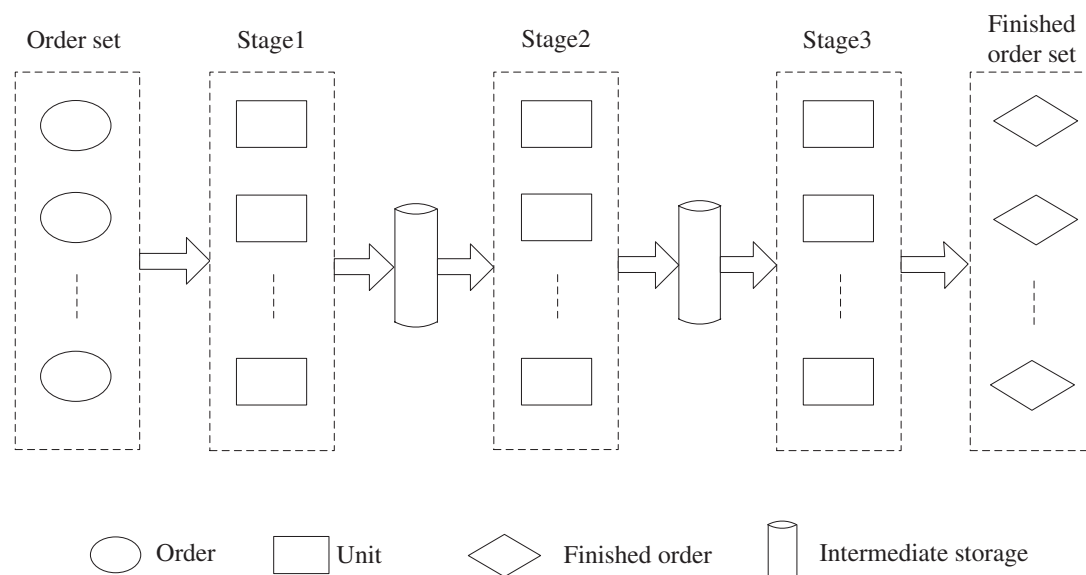 Order set
Stage1
Stage2
Stage3
Finished
order set
Order
Unit
Finished order
Intermediate storage